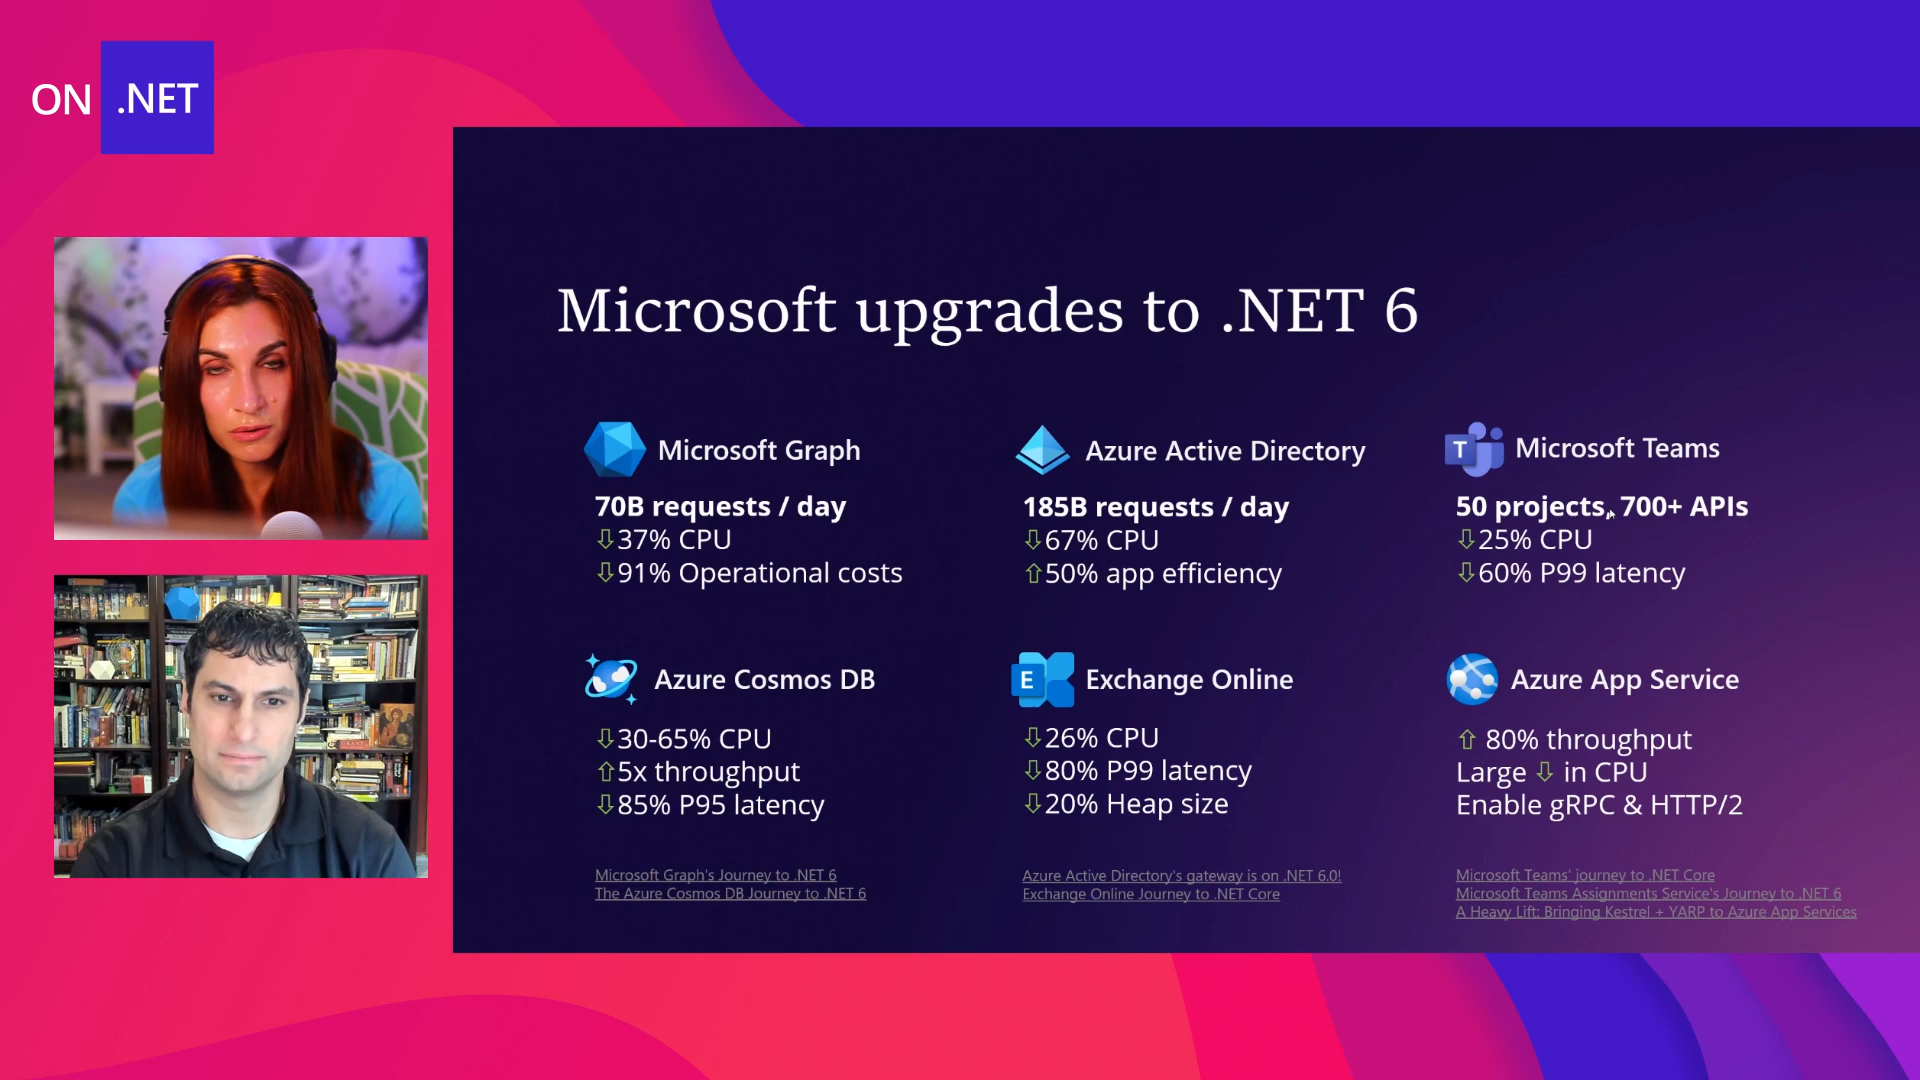 ON .NET
Microsoft upgrades to .NET 6
Microsoft Graph
70B requests / day
⇩37% CPU
⇩91% Operational costs
Azure Active Directory
185B requests / day
⇩67% CPU
⇧50% app efficiency
T
Microsoft Teams
50 projects, 700+ APIs
⇩25% CPU
⇩60% P99 latency
Azure Cosmos DB
⇩30-65% CPU
⇧5x throughput
⇩85% P95 latency
E
Exchange Online
⇩26% CPU
⇩80% P99 latency
⇩20% Heap size
Azure App Service
⇧ 80% throughput
Large ⇩ in CPU
Enable gRPC & HTTP/2
Microsoft Graph's Journey to .NET 6
The Azure Cosmos DB Journey to .NET 6
Azure Active Directory's gateway is on .NET 6.0!
Exchange Online Journey to .NET Core
Microsoft Teams' journey to .NET Core
Microsoft Teams Assignments Service's Journey to .NET 6
A Heavy Lift: Bringing Kestrel + YARP to Azure App Services